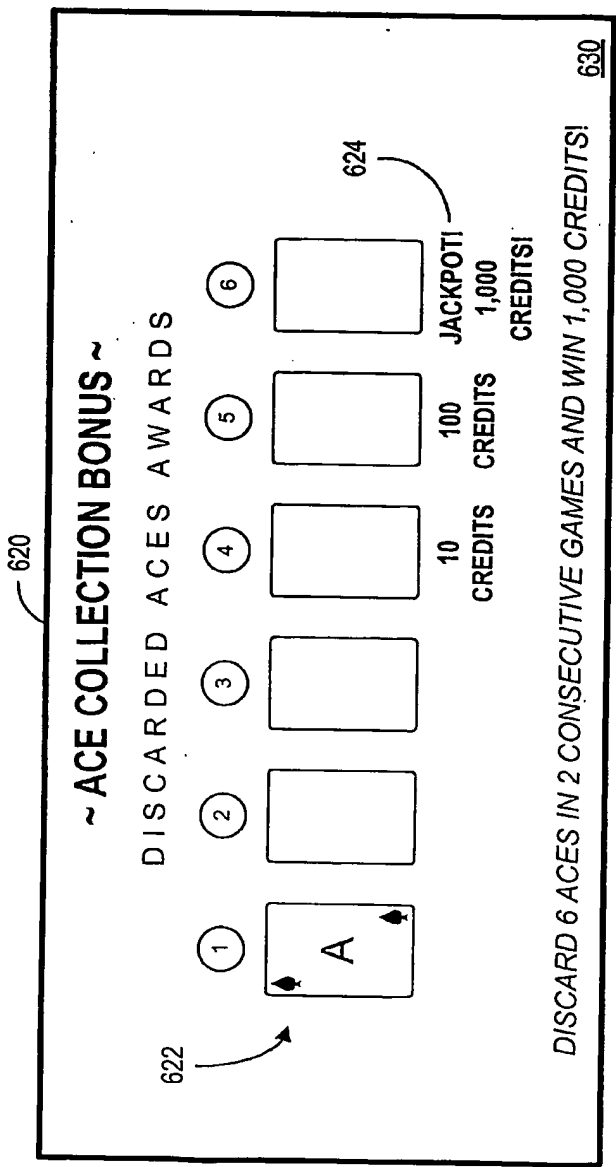 620
~ ACE COLLECTION BONUS ~
DISCARDED ACES AWARDS
1 2 3 4 5 6
622
A
624
10
CREDITS
100
CREDITS
JACKPOT!
1,000
CREDITS!
DISCARD 6 ACES IN 2 CONSECUTIVE GAMES AND WIN 1,000 CREDITS!
630